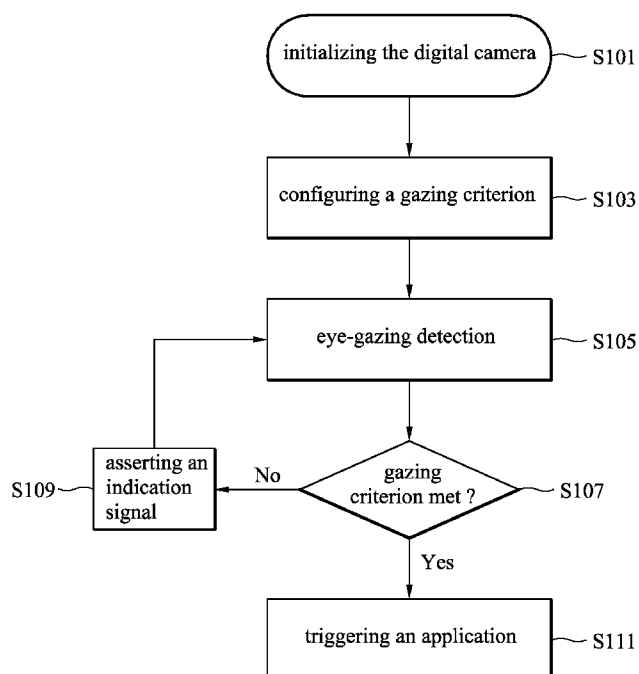 initializing the digital camera
S101
configuring a gazing criterion
S103
eye-gazing detection
S105
asserting an
indication
signal
S109
No
gazing
criterion met ?
S107
Yes
triggering an application
S111